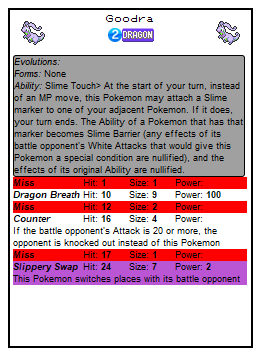 Goodra
2 DRAGON
Evolutions:
Forms: None
Ability: Slime Touch> At the start of your turn, instead
of an MP move, this Pokemon may attach a Slime
marker to one of your adjacent Pokemon. If it does,
your turn ends. The Ability of a Pokemon that has that
marker becomes Slime Barrier (any effects of its
battle opponent's White Attacks that would give this
Pokemon a special condition are nullified), and the
effects of its original Ability are nullified.
Miss Hit: 1 Size: 1 Power:
Dragon Breath Hit: 10 Size: 9 Power: 100
Miss Hit: 12 Size: 2 Power:
Counter Hit: 16 Size: 4 Power:
If the battle opponent's Attack is 20 or more, the
opponent is knocked out instead of this Pokemon
Miss Hit: 17 Size: 1 Power:
Slippery Swap Hit: 24 Size: 7 Power: 2
This Pokemon switches places with its battle opponent